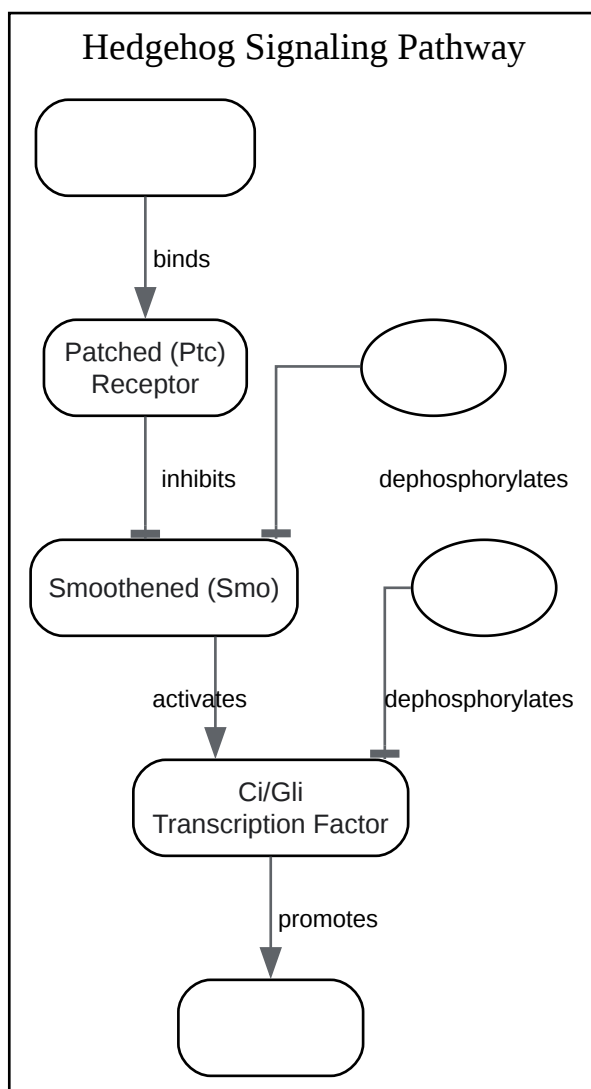 Hedgehog Signaling Pathway
binds
Patched (Ptc)
Receptor
inhibits
dephosphorylates
Smoothened (Smo)
activates
dephosphorylates
Ci/Gli
Transcription Factor
promotes